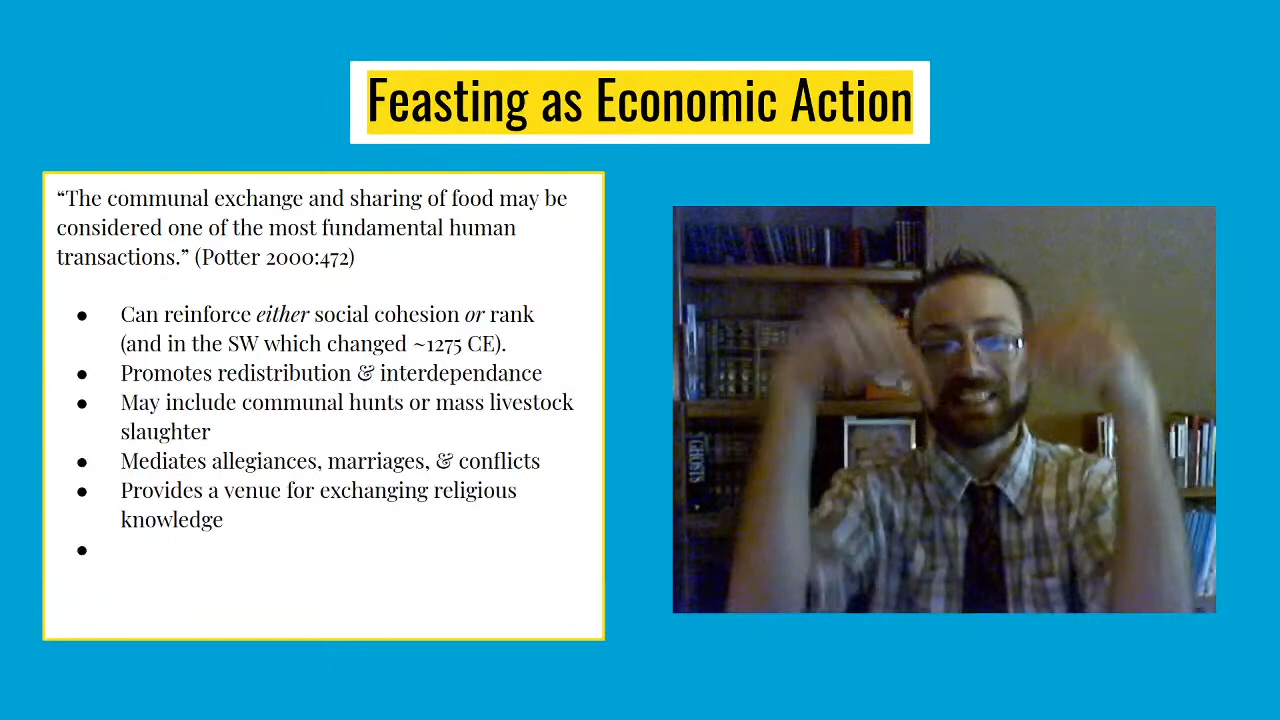 Feasting as Economic Action
“The communal exchange and sharing of food may be
considered one of the most fundamental human
transactions.” (Potter 2000:472)
● Can reinforce either social cohesion or rank
(and in the SW which changed ~1275 CE).
● Promotes redistribution & interdependance
● May include communal hunts or mass livestock
slaughter
● Mediates allegiances, marriages, & conflicts
● Provides a venue for exchanging religious
knowledge
●
GHOSTS